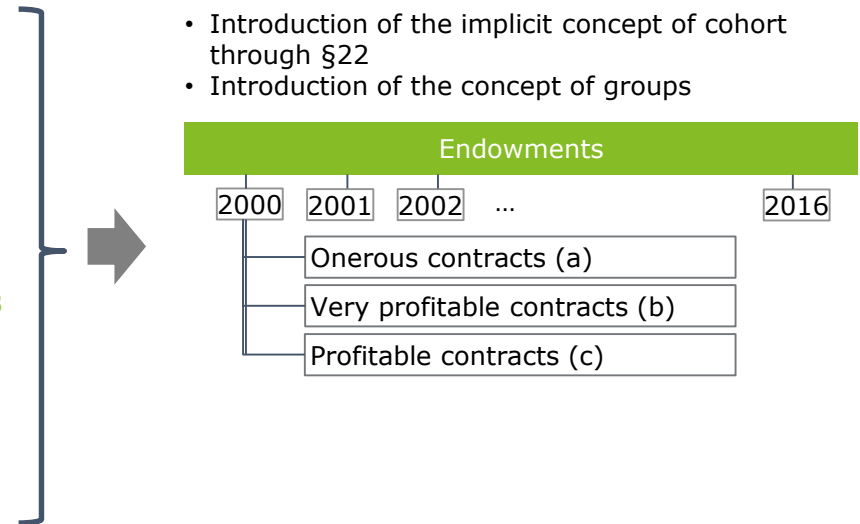 • Introduction of the implicit concept of cohort
through §22
• Introduction of the concept of groups
Endowments
2000 2001 2002 ... 2016
Onerous contracts (a)
Very profitable contracts (b)
Profitable contracts (c)